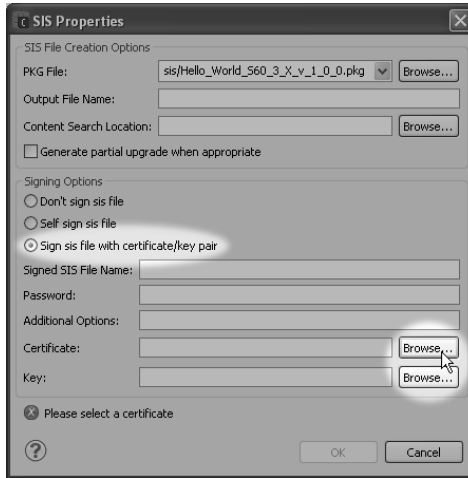 SIS Properties
SIS File Creation Options
PKG File: sis/Hello_World_S60_3_X_v_1_0_0.pkg Browse...
Output File Name:
Content Search Location: Browse...
Generate partial upgrade when appropriate
Signing Options
Don't sign sis file
Self sign sis file
Sign sis file with certificate/key pair
Signed SIS File Name:
Password:
Additional Options:
Certificate: Browse...
Key: Browse...
Please select a certificate
OK Cancel